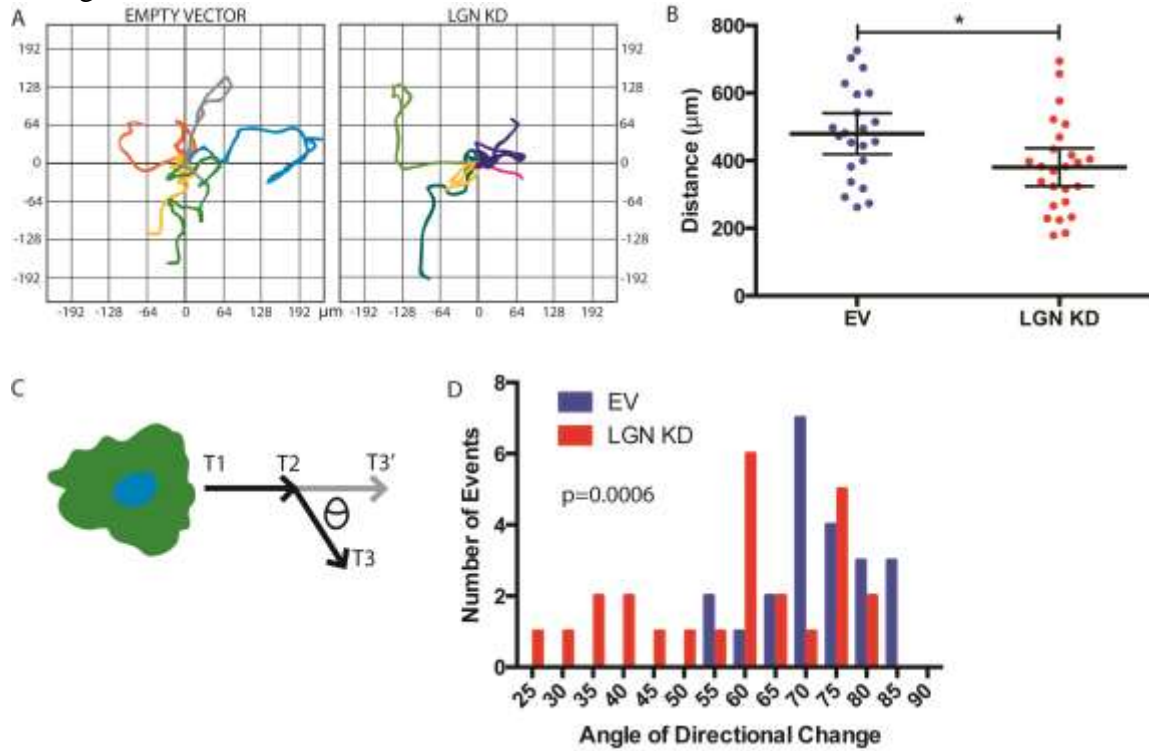 A
EMPTY VECTOR
LGN KD
192
128
64
0
-64
-128
-192
192
128
64
0
-64
-128
-192
-192
-128
-64
0
64
128
192
μm
-192
-128
-64
0
64
128
192
B
*
800
600
400
200
0
Distance (μm)
EV
LGN KD
C
T1
T2
T3'
Θ
T3
D
EV
LGN KD
p=0.0006
8
6
4
2
0
Number of Events
25
30
35
40
45
50
55
60
65
70
75
80
85
90
Angle of Directional Change